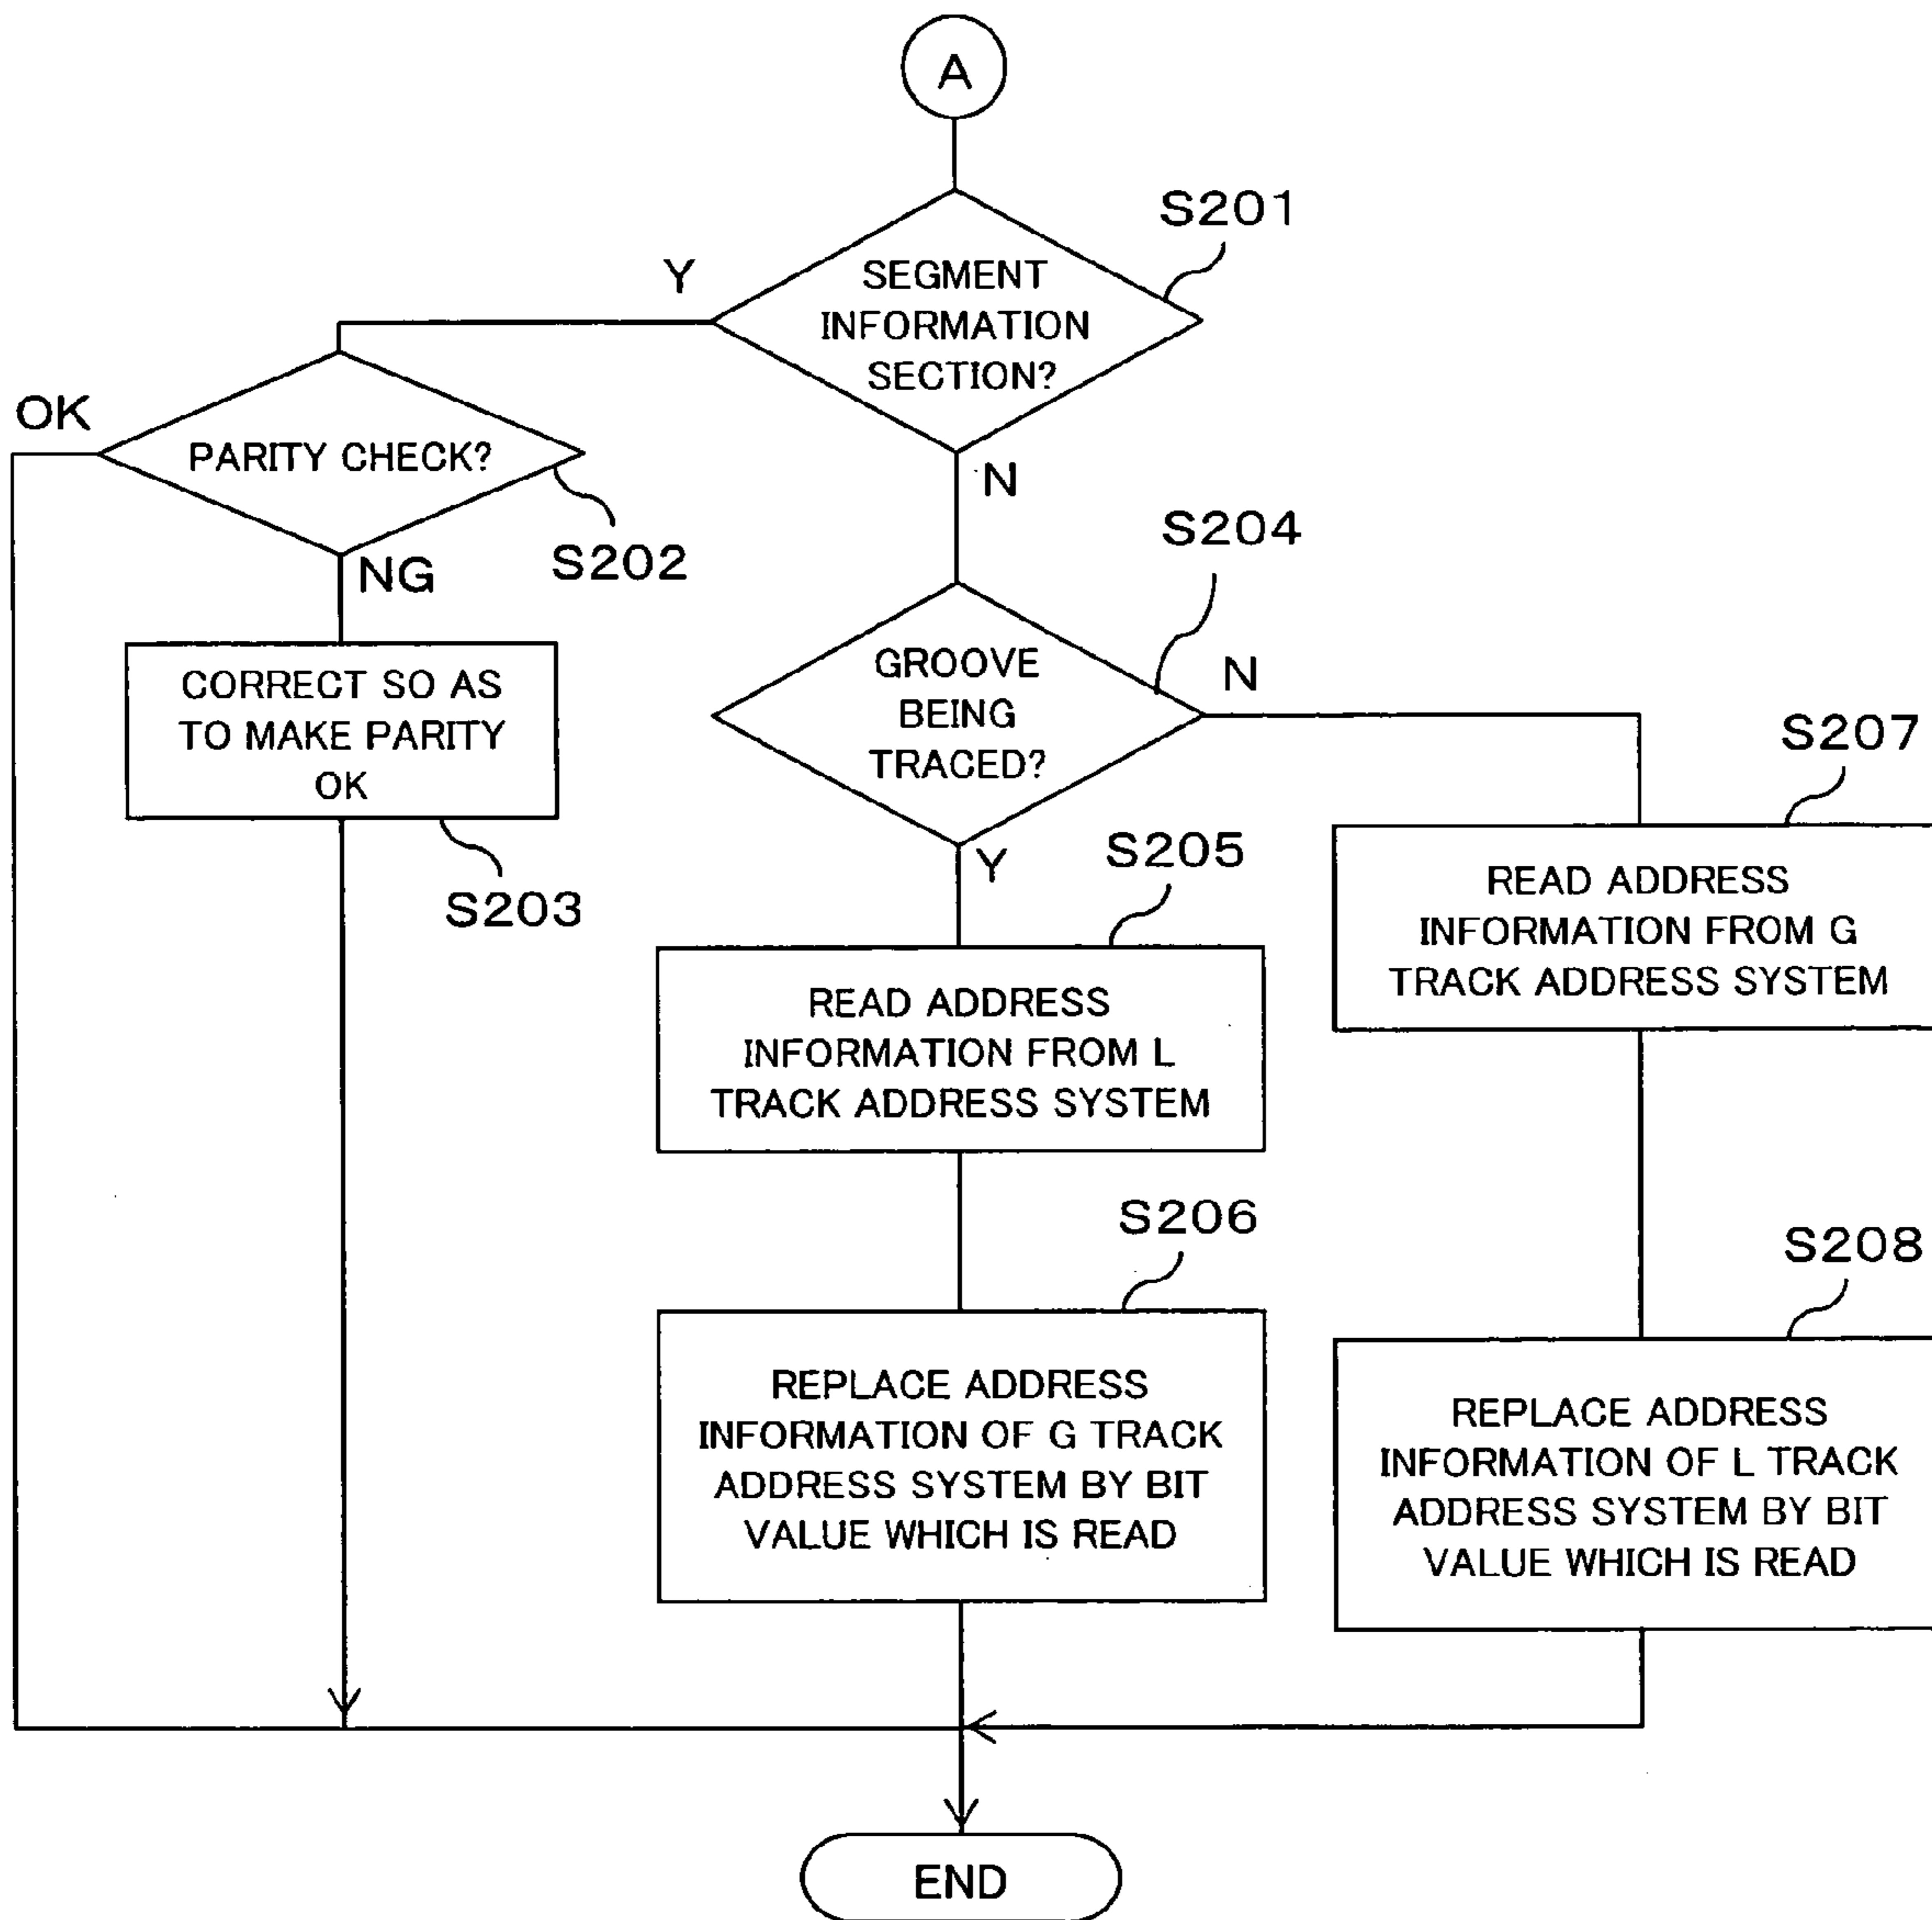 A
S201
Y
SEGMENT
INFORMATION
SECTION?
OK
PARITY CHECK?
N
S202
NG
S204
CORRECT SO AS
TO MAKE PARITY
OK
S203
GROOVE
BEING
TRACED?
N
Y
S207
S205
READ ADDRESS
INFORMATION FROM G
TRACK ADDRESS SYSTEM
READ ADDRESS
INFORMATION FROM L
TRACK ADDRESS SYSTEM
S206
S208
REPLACE ADDRESS
INFORMATION OF G TRACK
ADDRESS SYSTEM BY BIT
VALUE WHICH IS READ
REPLACE ADDRESS
INFORMATION OF L TRACK
ADDRESS SYSTEM BY BIT
VALUE WHICH IS READ
END